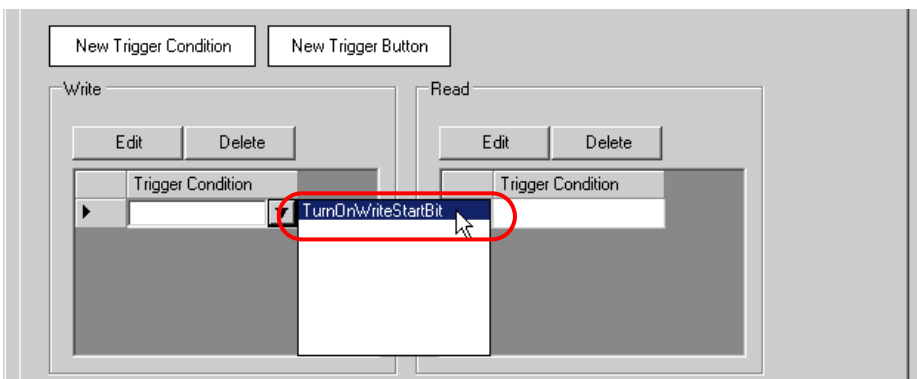 New Trigger Condition New Trigger Button
Write Read
Edit Delete Edit Delete
Trigger Condition Trigger Condition
TurnOnWriteStartBit